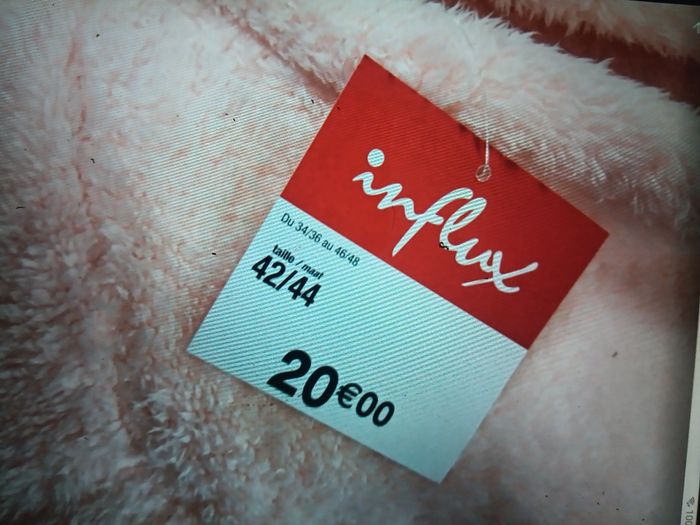 influx
Du 34/36 au 46/48
taille / maat
42/44
20€00